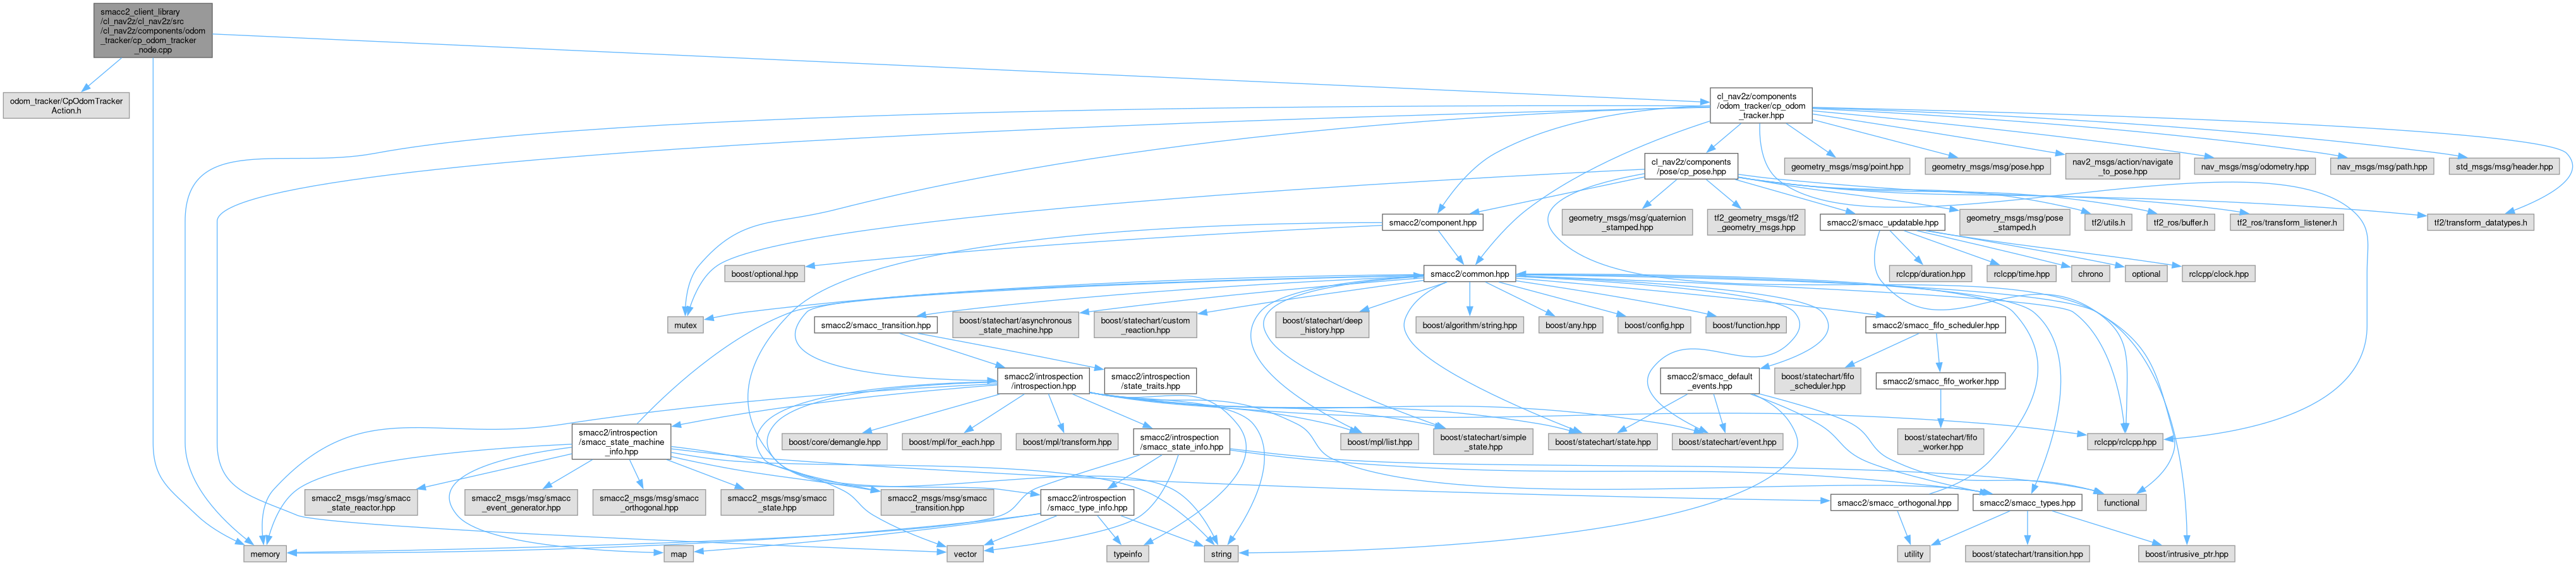 smacc2_client_library
/cl_nav2z/cl_nav2z/src
/cl_nav2z/components/odom
_tracker/cp_odom_tracker
_node.cpp
odom_tracker/CpOdomTracker
Action.h
cl_nav2z/components
/odom_tracker/cp_odom
_tracker.hpp
cl_nav2z/components
/pose/cp_pose.hpp
geometry_msgs/msg/point.hpp
geometry_msgs/msg/pose.hpp
nav2_msgs/action/navigate
_to_pose.hpp
nav_msgs/msg/odometry.hpp
nav_msgs/msg/path.hpp
std_msgs/msg/header.hpp
smacc2/component.hpp
geometry_msgs/msg/quaternion
_stamped.hpp
tf2_geometry_msgs/tf2
_geometry_msgs.hpp
smacc2/smacc_updatable.hpp
geometry_msgs/msg/pose
_stamped.h
tf2/utils.h
tf2_ros/buffer.h
tf2_ros/transform_listener.h
tf2/transform_datatypes.h
boost/optional.hpp
smacc2/common.hpp
rclcpp/duration.hpp
rclcpp/time.hpp
chrono
optional
rclcpp/clock.hpp
mutex
smacc2/smacc_transition.hpp
boost/statechart/asynchronous
_state_machine.hpp
boost/statechart/custom
_reaction.hpp
boost/statechart/deep
_history.hpp
boost/algorithm/string.hpp
boost/any.hpp
boost/config.hpp
boost/function.hpp
smacc2/smacc_fifo_scheduler.hpp
smacc2/introspection
/introspection.hpp
smacc2/introspection
/state_traits.hpp
smacc2/smacc_default
_events.hpp
boost/statechart/fifo
_scheduler.hpp
smacc2/smacc_fifo_worker.hpp
smacc2/introspection
/smacc_state_machine
_info.hpp
boost/core/demangle.hpp
boost/mpl/for_each.hpp
boost/mpl/transform.hpp
smacc2/introspection
/smacc_state_info.hpp
boost/mpl/list.hpp
boost/statechart/simple
_state.hpp
boost/statechart/state.hpp
boost/statechart/event.hpp
boost/statechart/fifo
_worker.hpp
rclcpp/rclcpp.hpp
smacc2_msgs/msg/smacc
_state_reactor.hpp
smacc2_msgs/msg/smacc
_event_generator.hpp
smacc2_msgs/msg/smacc
_orthogonal.hpp
smacc2_msgs/msg/smacc
_state.hpp
smacc2_msgs/msg/smacc
_transition.hpp
smacc2/introspection
/smacc_type_info.hpp
smacc2/smacc_orthogonal.hpp
smacc2/smacc_types.hpp
functional
memory
map
vector
typeinfo
string
utility
boost/statechart/transition.hpp
boost/intrusive_ptr.hpp